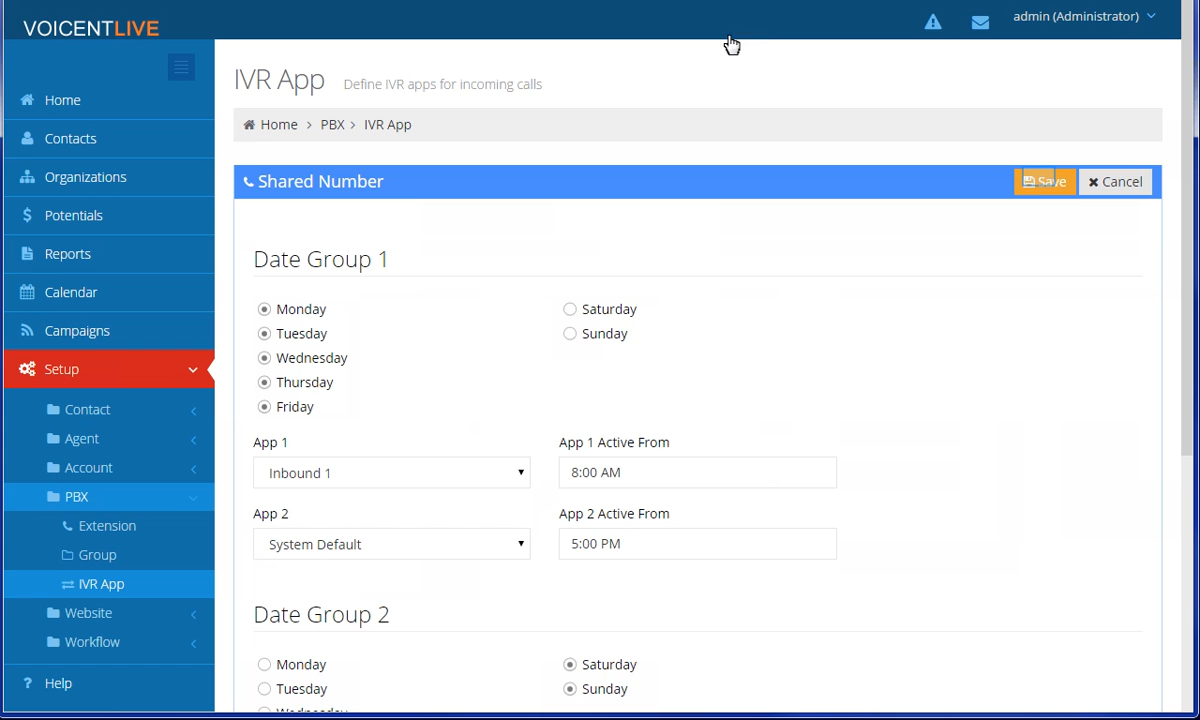 VOICENTLIVE
admin (Administrator)
Home
Contacts
Organizations
Potentials
Reports
Calendar
Campaigns
Setup
Contact
Agent
Account
PBX
Extension
Group
IVR App
Website
Workflow
Help
IVR App Define IVR apps for incoming calls
Home > PBX > IVR App
Shared Number Save Cancel
Date Group 1
Monday Saturday
Tuesday Sunday
Wednesday
Thursday
Friday
App 1 App 1 Active From
Inbound 1 8:00 AM
App 2 App 2 Active From
System Default 5:00 PM
Date Group 2
Monday Saturday
Tuesday Sunday
Wednesday